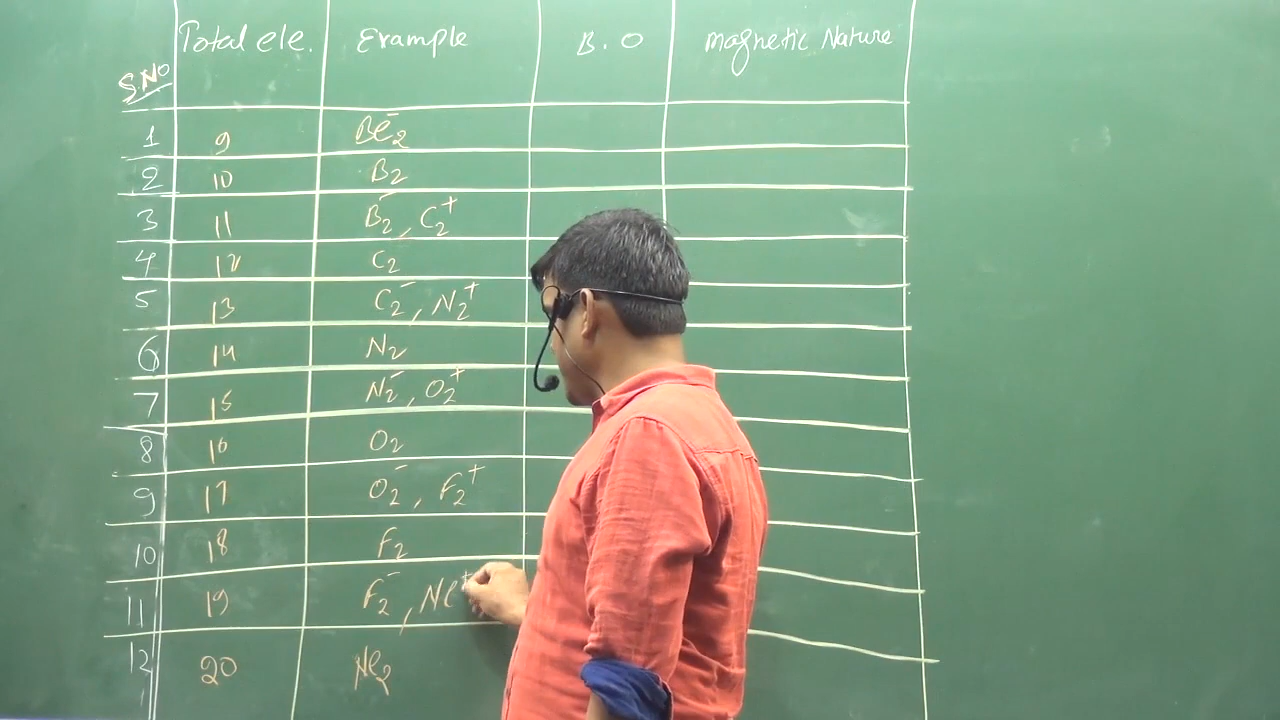 S.NO Total ele. Example B.O magnetic Nature
1 9 Be₂⁻
2 10 B₂
3 11 B₂⁻, C₂⁺
4 12 C₂
5 13 C₂⁻, N₂⁺
6 14 N₂
7 15 N₂⁻, O₂⁺
8 16 O₂
9 17 O₂⁻, F₂⁺
10 18 F₂
11 19 F₂⁻, Ne⁺
12 20 Ne₂